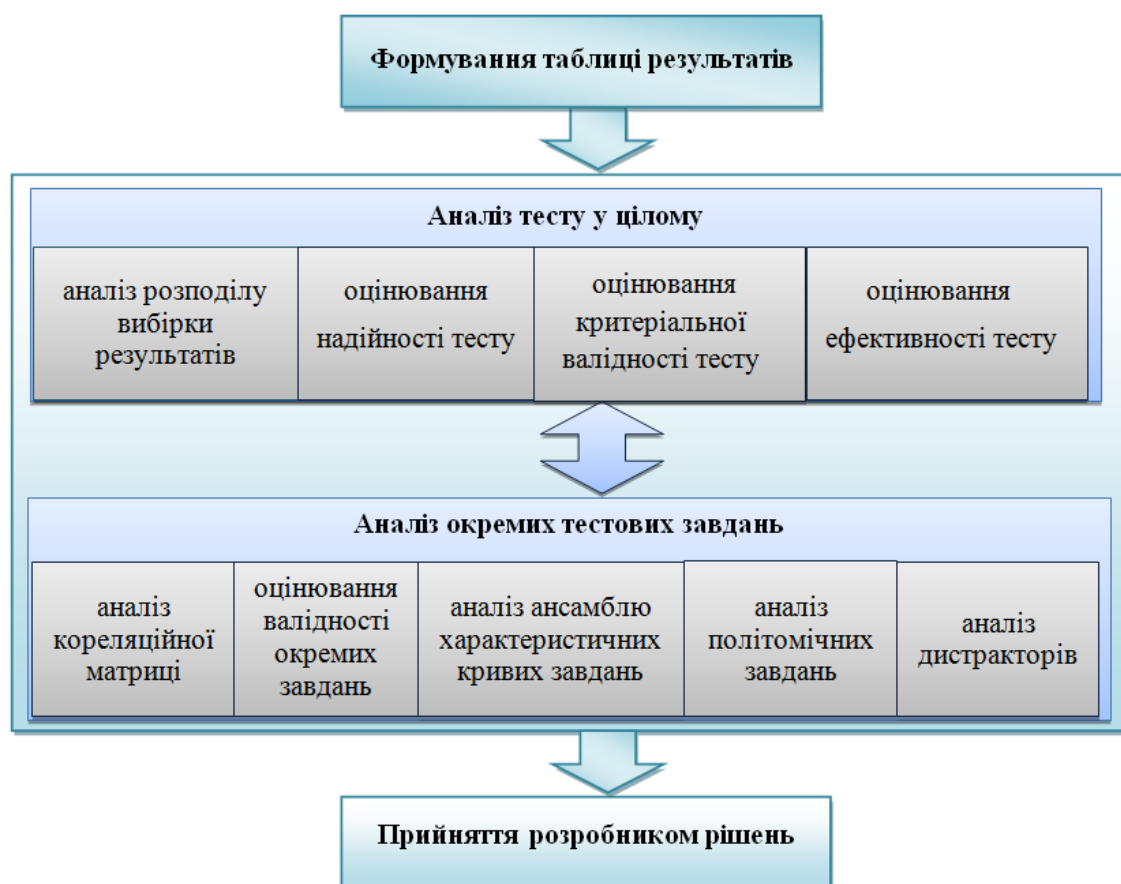 Формування таблиці результатів
Аналіз тесту у цілому
аналіз розподілу
вибірки
результатів
оцінювання
надійності тесту
оцінювання
критеріальної
валідності тесту
оцінювання
ефективності тесту
Аналіз окремих тестових завдань
аналіз
кореляційної
матриці
оцінювання
валідності
окремих
завдань
аналіз ансамблю
характеристичних
кривих завдань
аналіз
політомічних
завдань
аналіз
дистракторів
Прийняття розробником рішень